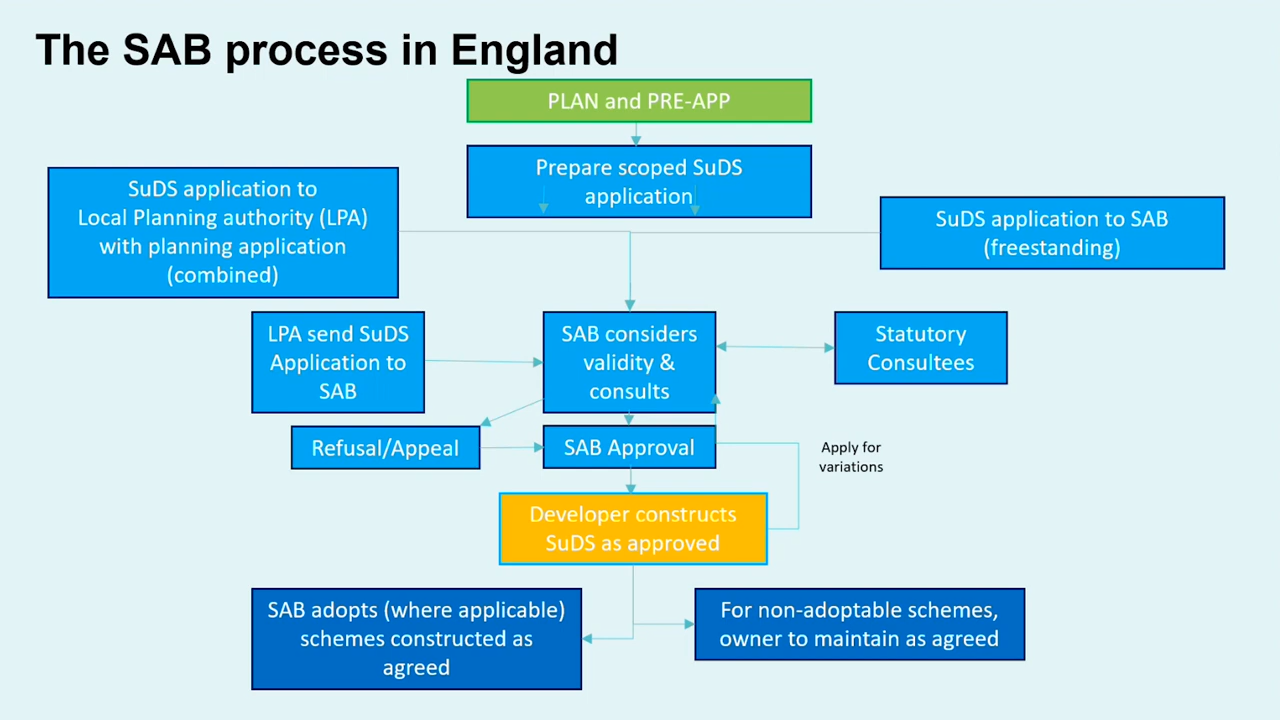 The SAB process in England
PLAN and PRE-APP
Prepare scoped SuDS
application
SuDS application to
Local Planning authority (LPA)
with planning application
(combined)
SuDS application to SAB
(freestanding)
LPA send SuDS
Application to
SAB
SAB considers
validity &
consults
Statutory
Consultees
Refusal/Appeal
SAB Approval
Apply for
variations
Developer constructs
SuDS as approved
SAB adopts (where applicable)
schemes constructed as
agreed
For non-adoptable schemes,
owner to maintain as agreed